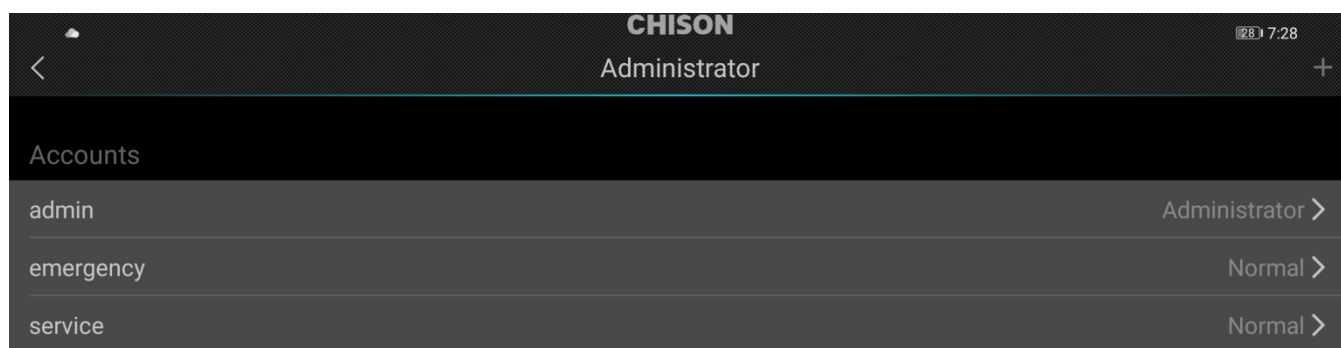 CHISON
28 7:28
Administrator
Accounts
admin Administrator
emergency Normal
service Normal